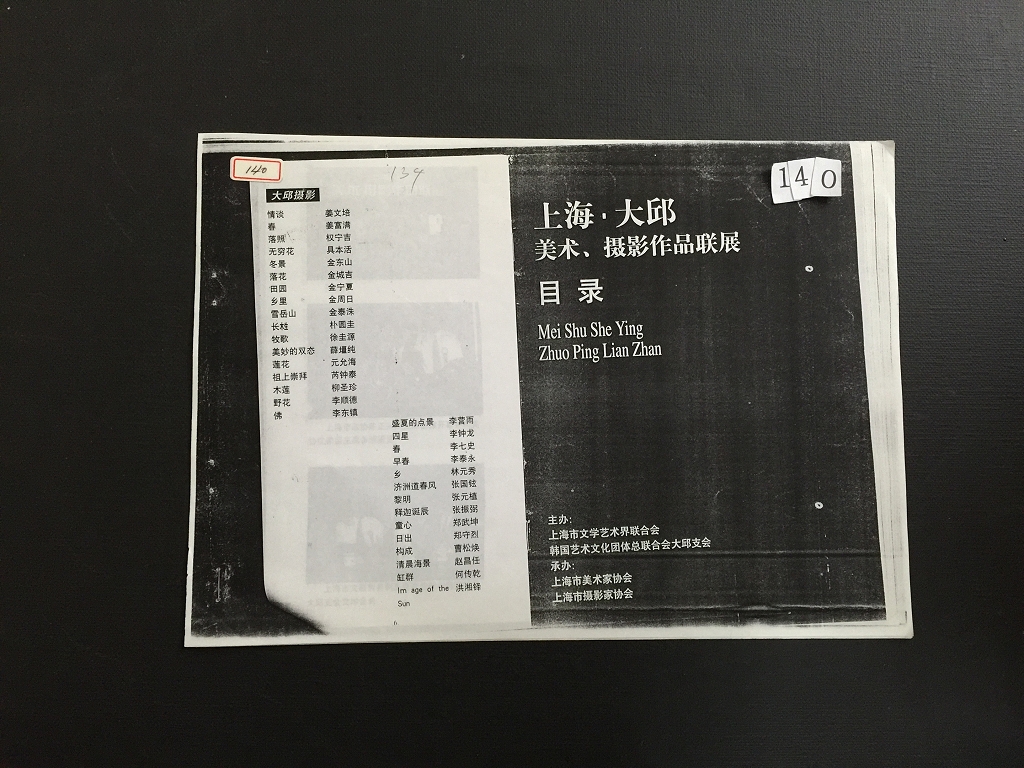 140
134
大邱摄影
情谈 姜文培
春 姜富满
落照 权宁吉
无穷花 具本活
冬景 金东山
落花 金城吉
田园 金宁夏
乡里 金周日
雪岳山 金泰洙
长桩 朴圆圭
牧歌 徐圭源
美妙的双态 薛堰纯
莲花 元允海
祖上崇拜 芮钟泰
木莲 柳圣珍
野花 李顺德
佛 李东镇
盛夏的点景 李营雨
四星 李钟龙
春 李七史
早春 李泰永
乡 林元秀
济洲道春风 张国铉
黎明 张元植
释迦诞辰 张振弼
童心 郑武坤
日出 郑守烈
构成 曹松焕
清晨海景 赵昌任
缸群 何传乾
Im age of the 洪湘铎
Sun
140
上海·大邱
美术、摄影作品联展
目录
Mei Shu She Ying
Zhuo Ping Lian Zhan
主办：
上海市文学艺术界联合会
韩国艺术文化团体总联合会大邱支会
承办：
上海市美术家协会
上海市摄影家协会